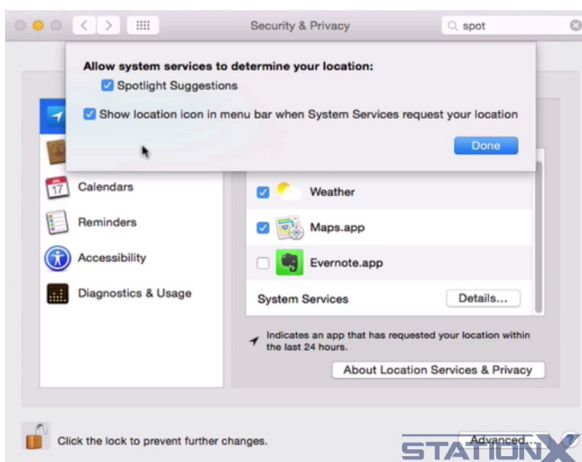 Security & Privacy
spot
Allow system services to determine your location:
Spotlight Suggestions
Show location icon in menu bar when System Services request your location
Done
17
Calendars
Reminders
Accessibility
Diagnostics & Usage
Weather
Maps.app
Evernote.app
System Services
Details...
Indicates an app that has requested your location within
the last 24 hours.
About Location Services & Privacy
Click the lock to prevent further changes.
Advanced...
?
STATIONX